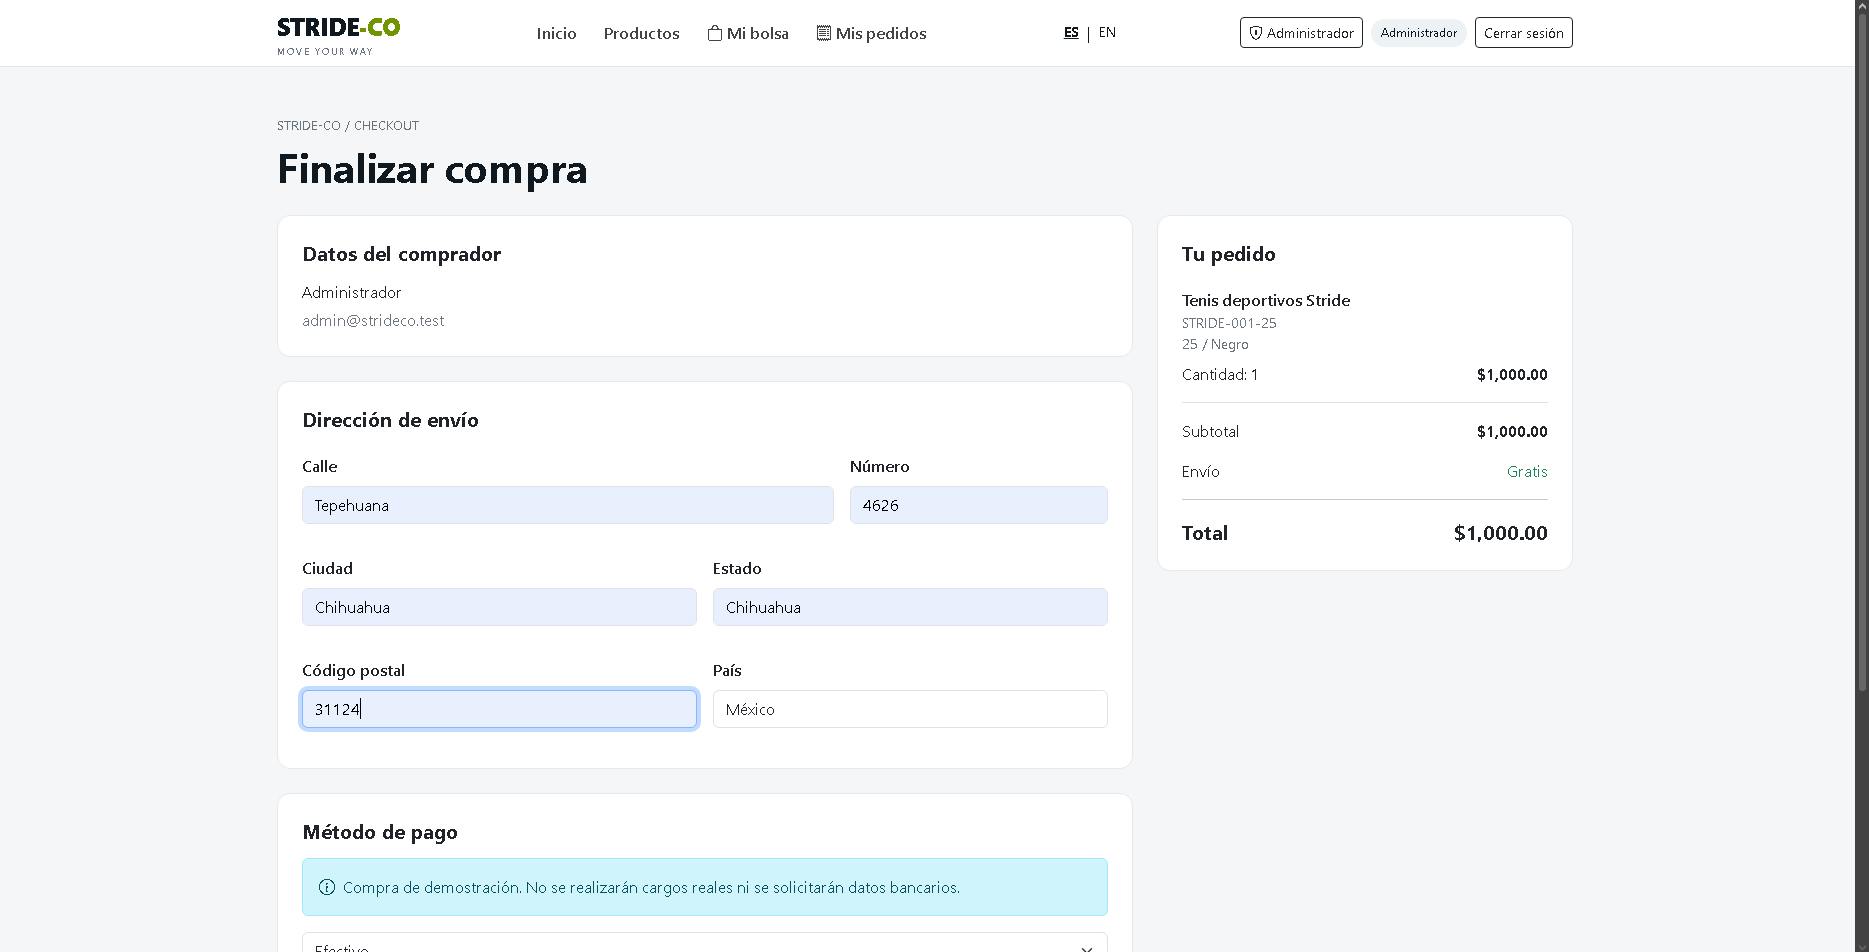 STRIDE-CO
MOVE YOUR WAY
Inicio Productos Mi bolsa Mis pedidos
ES | EN
Administrador Administrador Cerrar sesión
STRIDE-CO / CHECKOUT
Finalizar compra
Datos del comprador
Administrador
admin@strideco.test
Dirección de envío
Calle Número
Tepehuana 4626
Ciudad Estado
Chihuahua Chihuahua
Código postal País
31124 México
Método de pago
Compra de demostración. No se realizarán cargos reales ni se solicitarán datos bancarios.
Efectivo
Tu pedido
Tenis deportivos Stride
STRIDE-001-25
25 / Negro
Cantidad: 1 $1,000.00
Subtotal $1,000.00
Envío Gratis
Total $1,000.00